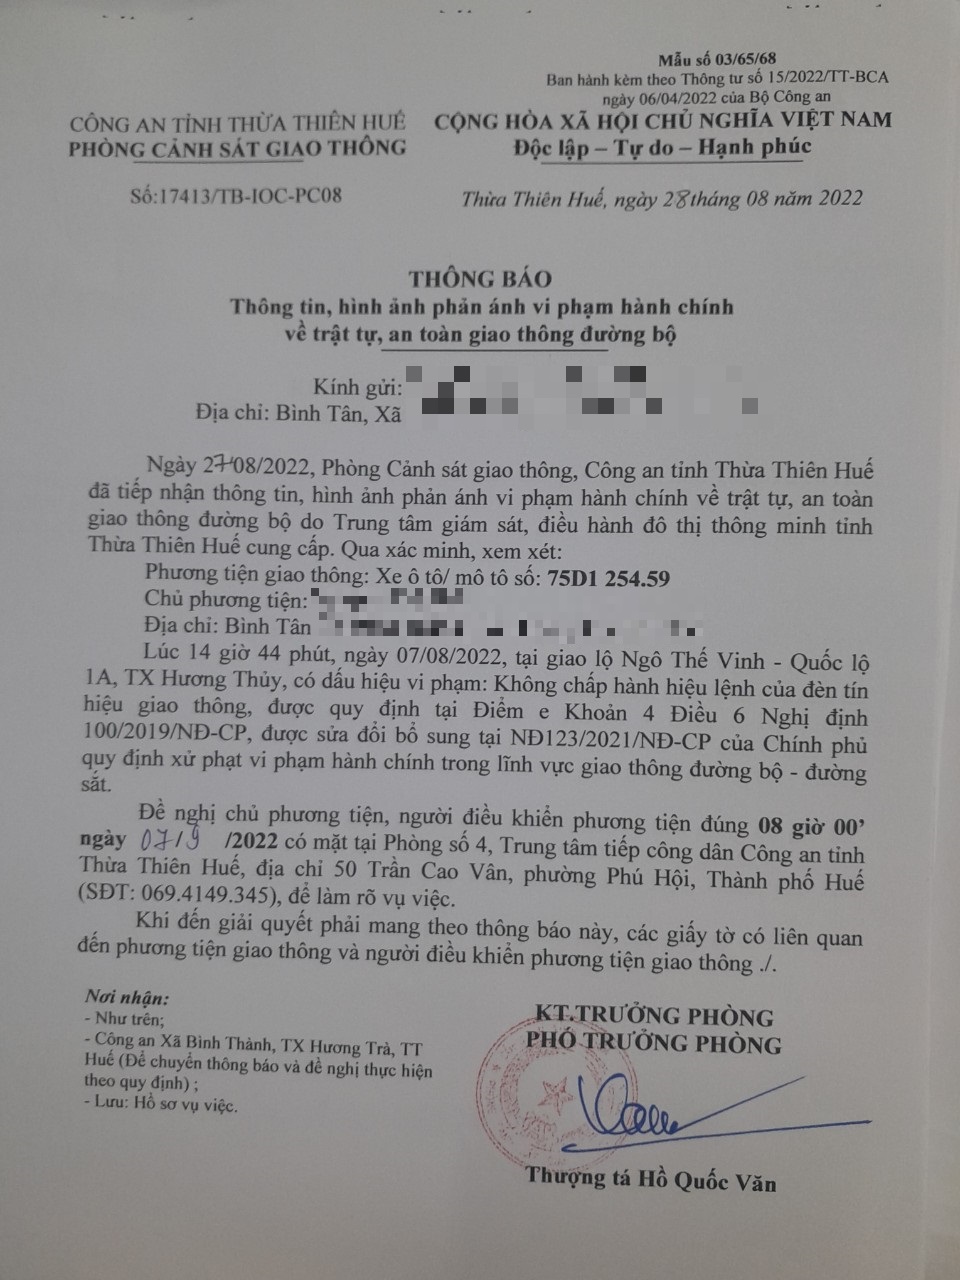 Mẫu số 03/65/68
Ban hành kèm theo Thông tư số 15/2022/TT-BCA
ngày 06/04/2022 của Bộ Công an
CÔNG AN TỈNH THỪA THIÊN HUẾ
PHÒNG CẢNH SÁT GIAO THÔNG
CỘNG HÒA XÃ HỘI CHỦ NGHĨA VIỆT NAM
Độc lập – Tự do – Hạnh phúc
Số:17413/TB-IOC-PC08
Thừa Thiên Huế, ngày 28 tháng 08 năm 2022
THÔNG BÁO
Thông tin, hình ảnh phản ánh vi phạm hành chính
về trật tự, an toàn giao thông đường bộ
Kính gửi:
Địa chỉ: Bình Tân, Xã
Ngày 27/08/2022, Phòng Cảnh sát giao thông, Công an tỉnh Thừa Thiên Huế
đã tiếp nhận thông tin, hình ảnh phản ánh vi phạm hành chính về trật tự, an toàn
giao thông đường bộ do Trung tâm giám sát, điều hành đô thị thông minh tỉnh
Thừa Thiên Huế cung cấp. Qua xác minh, xem xét:
Phương tiện giao thông: Xe ô tô/ mô tô số: 75D1 254.59
Chủ phương tiện:
Địa chỉ: Bình Tân
Lúc 14 giờ 44 phút, ngày 07/08/2022, tại giao lộ Ngô Thế Vinh - Quốc lộ
1A, TX Hương Thủy, có dấu hiệu vi phạm: Không chấp hành hiệu lệnh của đèn tín
hiệu giao thông, được quy định tại Điểm e Khoản 4 Điều 6 Nghị định
100/2019/NĐ-CP, được sửa đổi bổ sung tại NĐ123/2021/NĐ-CP của Chính phủ
quy định xử phạt vi phạm hành chính trong lĩnh vực giao thông đường bộ - đường
sắt.
Đề nghị chủ phương tiện, người điều khiển phương tiện đúng 08 giờ 00’
ngày 07/9 /2022 có mặt tại Phòng số 4, Trung tâm tiếp công dân Công an tỉnh
Thừa Thiên Huế, địa chỉ 50 Trần Cao Vân, phường Phú Hội, Thành phố Huế
(SĐT: 069.4149.345), để làm rõ vụ việc.
Khi đến giải quyết phải mang theo thông báo này, các giấy tờ có liên quan
đến phương tiện giao thông và người điều khiển phương tiện giao thông ./.
Nơi nhận:
- Như trên;
- Công an Xã Bình Thành, TX Hương Trà, TT
Huế (Để chuyển thông báo và đề nghị thực hiện
theo quy định) ;
- Lưu: Hồ sơ vụ việc.
KT.TRƯỞNG PHÒNG
PHÓ TRƯỞNG PHÒNG
Thượng tá Hồ Quốc Văn